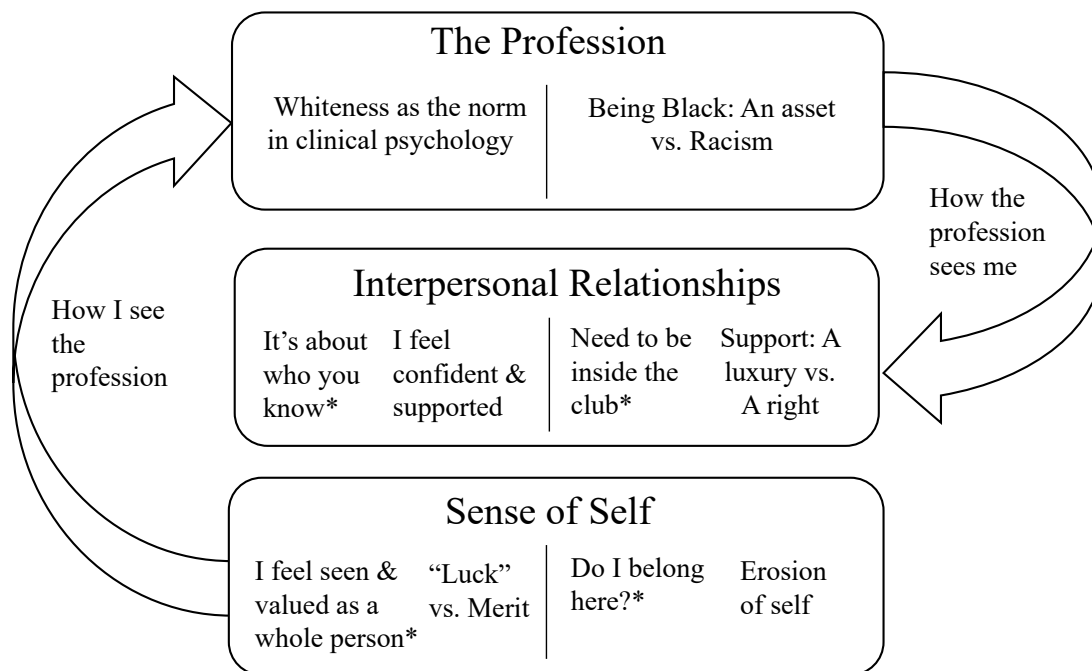 The Profession
Whiteness as the norm
in clinical psychology
Being Black: An asset
vs. Racism
How the
profession
sees me
Interpersonal Relationships
How I see
the
profession
It’s about
who you
know*
I feel
confident &
supported
Need to be
inside the
club*
Support: A
luxury vs.
A right
Sense of Self
I feel seen &
valued as a
whole person*
“Luck”
vs. Merit
Do I belong
here?*
Erosion
of self